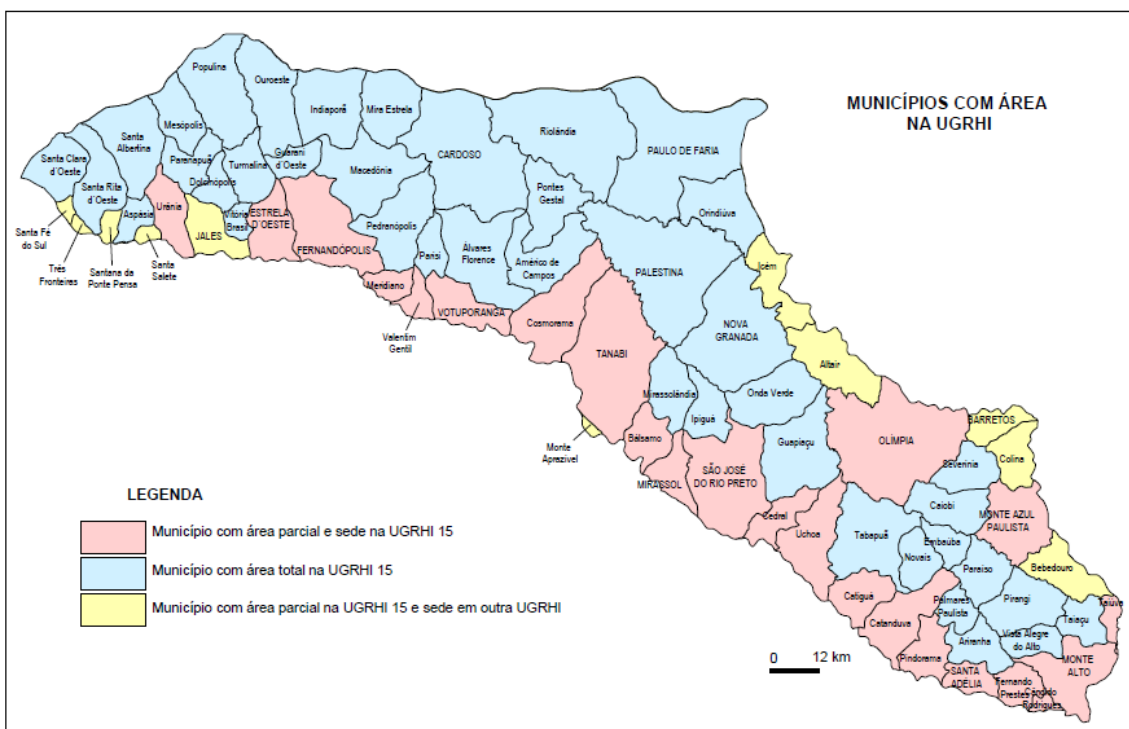 MUNICÍPIOS COM ÁREA
NA UGRHI
Populina
Ouroeste
Indiaporã
Mira Estrela
Riolândia
Mesópolis
Santa
Albertina
CARDOSO
PAULO DE FARIA
Santa Clara
d´Oeste
Paranapuã
Guarani
d´Oeste
Turmalina
Macedônia
Dolcinópolis
Pontes
Gestal
Santa Rita
d´Oeste
Urânia
Aspásia
Vitória
Brasil
ESTRELA
D´OESTE
Orindiúva
Pedranópolis
Santa Fé
do Sul
JALES
FERNANDÓPOLIS
Parisi
Álvares
Florence
Américo de
Campos
Três
Fronteiras
Santana da
Ponte Pensa
Santa
Salete
PALESTINA
Icém
Meridiano
VOTUPORANGA
Cosmorama
Valentim
Gentil
NOVA
GRANADA
TANABI
Altair
Mirassolândia
Onda Verde
Ipiguá
BARRETOS
Monte
Aprazível
Bálsamo
Guapiaçu
OLÍMPIA
Severínia
Colina
MIRASSOL
SÃO JOSÉ
DO RIO PRETO
LEGENDA
Caiobi
Cedral
MONTE AZUL
PAULISTA
Uchoa
Tabapuã
Embaúba
Município com área parcial e sede na UGRHI 15
Novais
Paraíso
Bebedouro
Município com área total na UGRHI 15
Catiguá
Palmares
Paulista
Pirangi
Taiúva
Taiaçu
Município com área parcial na UGRHI 15 e sede em outra UGRHI
Catanduva
Ariranha
Vista Alegre
do Alto
Pindorama
MONTE
ALTO
0 12 km
SANTA
ADÉLIA
Fernando
Prestes
Cândido
Rodrigues